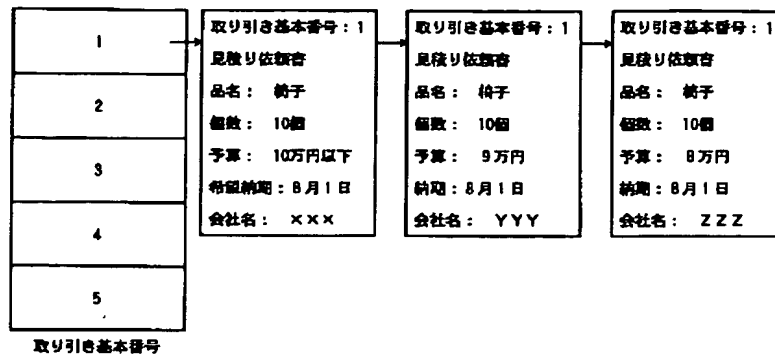 1
2
3
4
5
取り引き基本番号
取り引き基本番号：1
見積り依頼書
品名： 椅子
個数： 10個
予算： 10万円以下
希望納期：8月1日
会社名： ×××
取り引き基本番号：1
見積り依頼書
品名： 椅子
個数： 10個
予算： 9万円
納期：8月1日
会社名： YYY
取り引き基本番号：1
見積り依頼書
品名： 椅子
個数： 10個
予算： 8万円
納期：8月1日
会社名： ZZZ